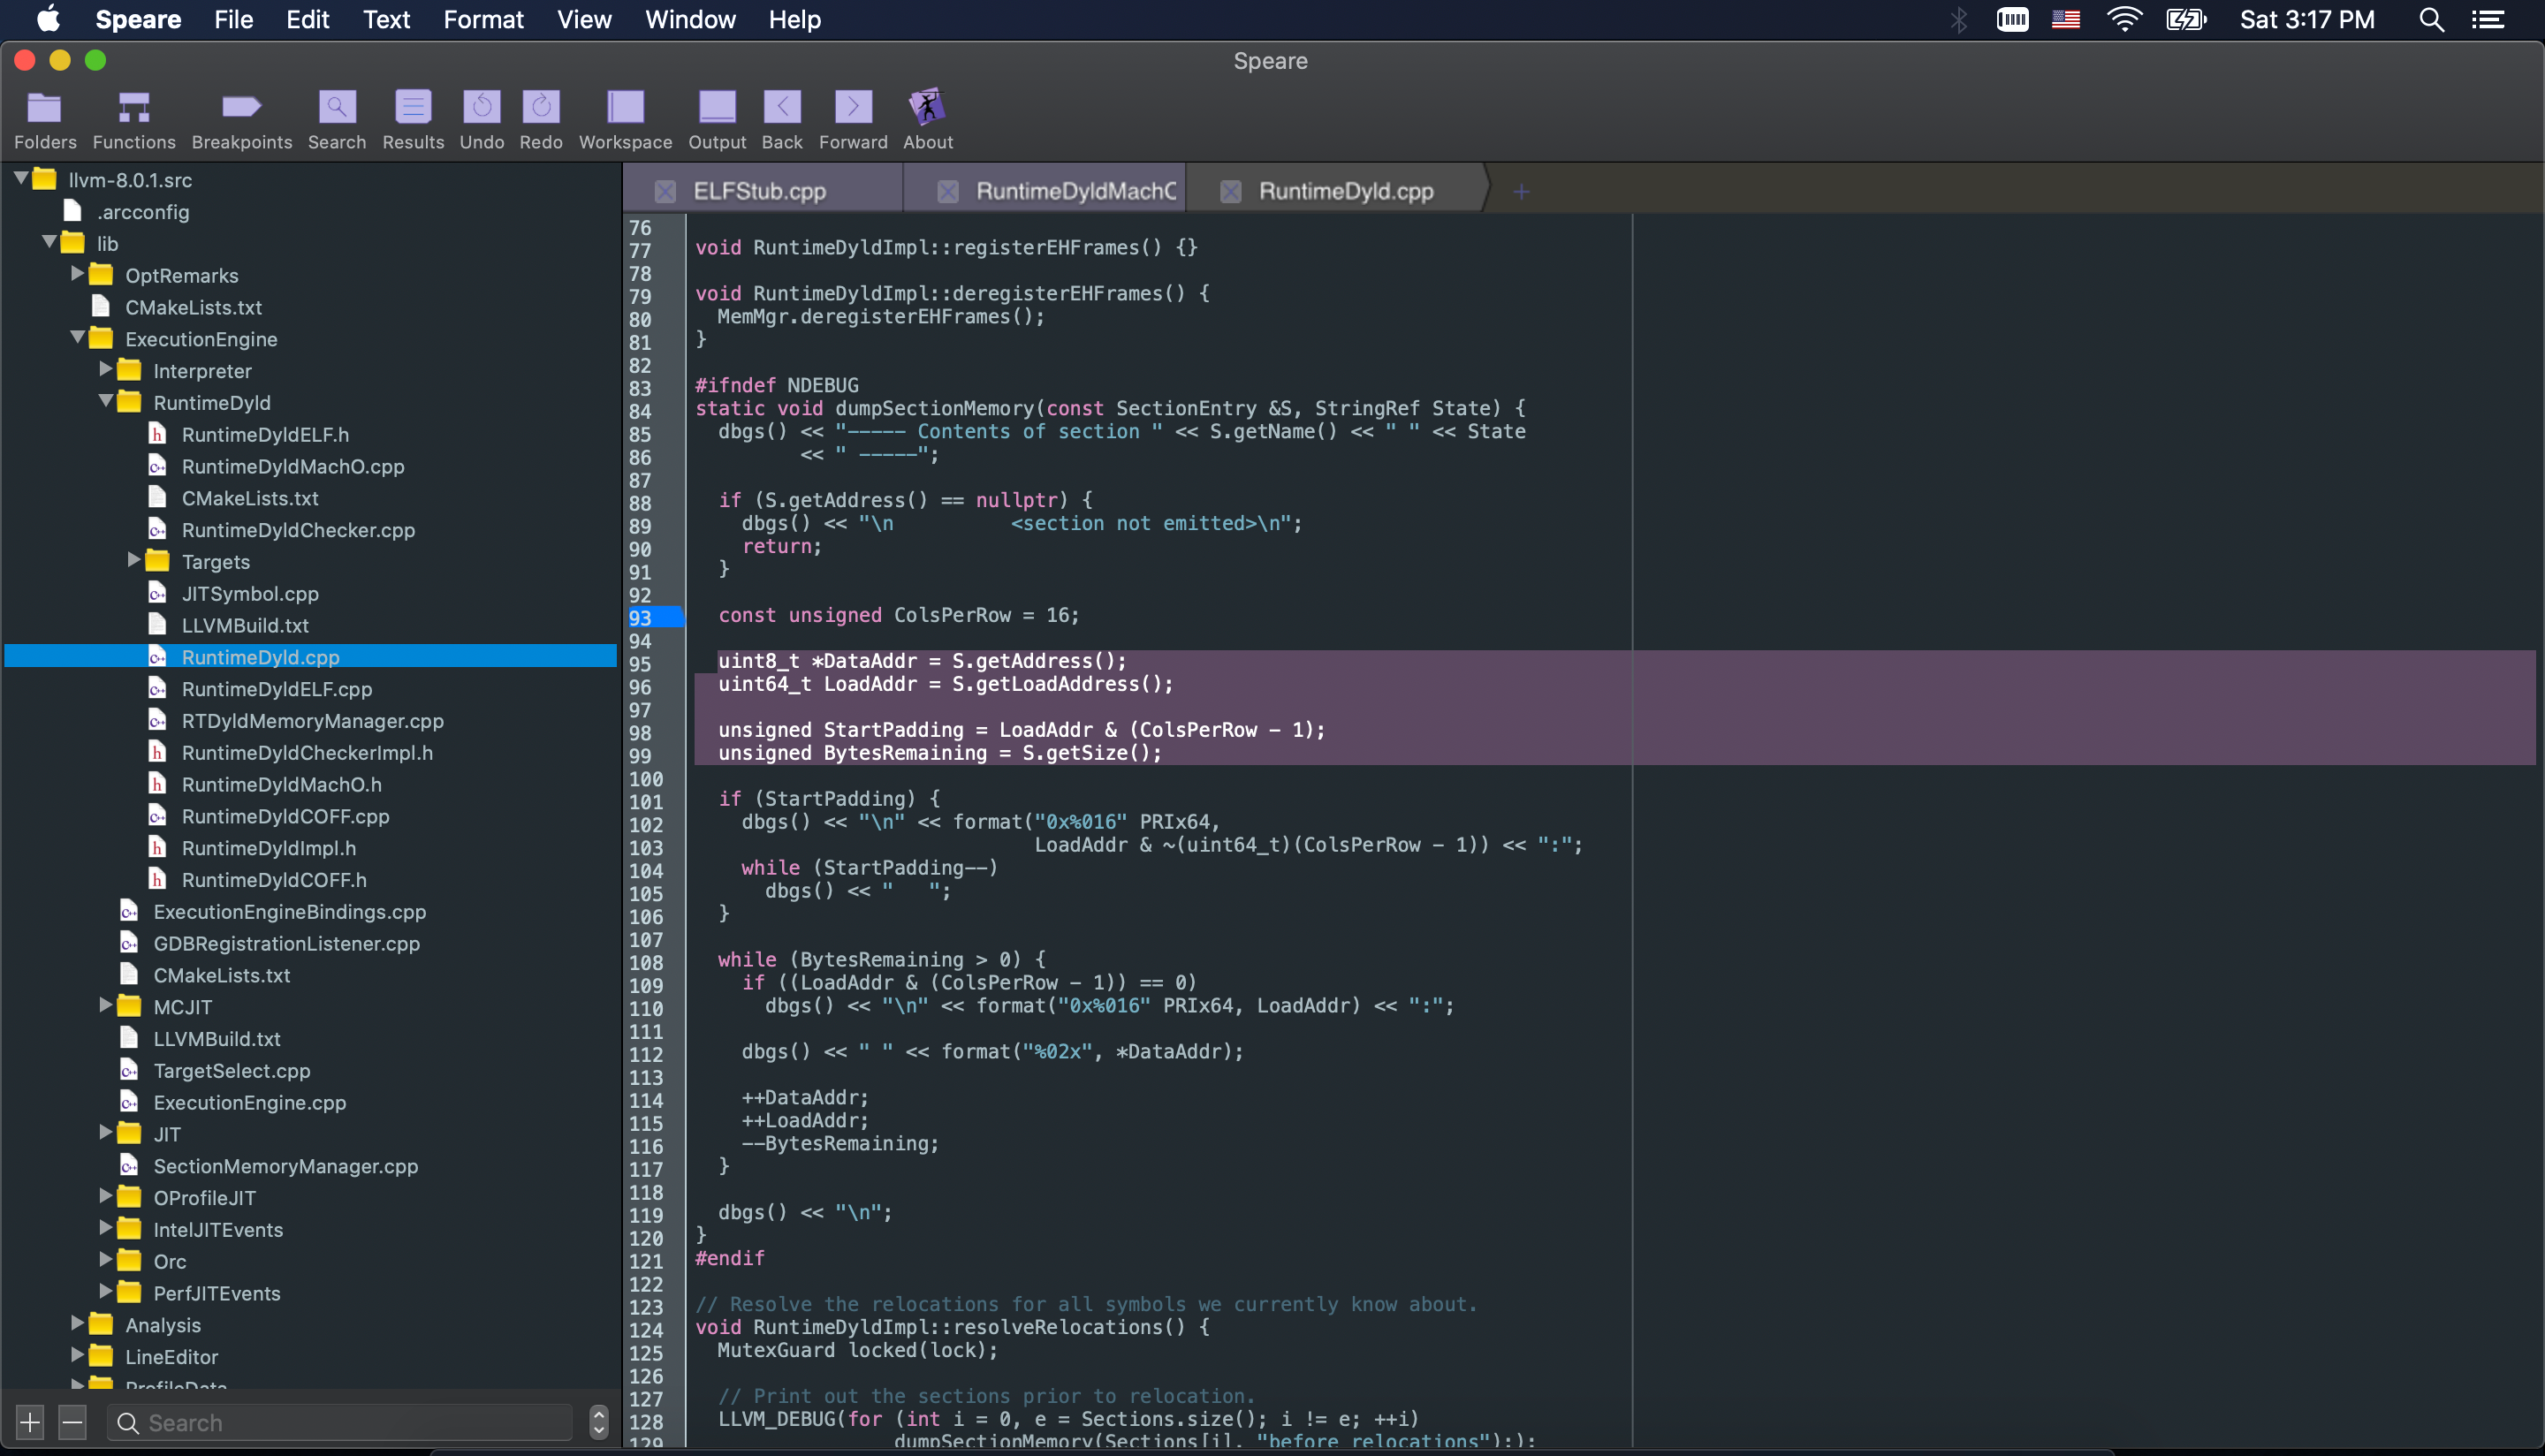 Speare File Edit Text Format View Window Help Sat 3:17 PM
Speare
Folders Functions Breakpoints Search Results Undo Redo Workspace Output Back Forward About
llvm-8.0.1.src
.arcconfig
lib
OptRemarks
CMakeLists.txt
ExecutionEngine
Interpreter
RuntimeDyld
h RuntimeDyldELF.h
C++ RuntimeDyldMachO.cpp
CMakeLists.txt
C++ RuntimeDyldChecker.cpp
Targets
C++ JITSymbol.cpp
LLVMBuild.txt
C++ RuntimeDyld.cpp
C++ RuntimeDyldELF.cpp
C++ RTDyldMemoryManager.cpp
h RuntimeDyldCheckerImpl.h
h RuntimeDyldMachO.h
C++ RuntimeDyldCOFF.cpp
h RuntimeDyldImpl.h
h RuntimeDyldCOFF.h
C++ ExecutionEngineBindings.cpp
C++ GDBRegistrationListener.cpp
CMakeLists.txt
MCJIT
LLVMBuild.txt
C++ TargetSelect.cpp
C++ ExecutionEngine.cpp
JIT
C++ SectionMemoryManager.cpp
OProfileJIT
IntelJITEvents
Orc
PerfJITEvents
Analysis
LineEditor
ProfileData
Search
ELFStub.cpp RuntimeDyldMachO RuntimeDyld.cpp +
76
77 void RuntimeDyldImpl::registerEHFrames() {}
78
79 void RuntimeDyldImpl::deregisterEHFrames() {
80 MemMgr.deregisterEHFrames();
81 }
82
83 #ifndef NDEBUG
84 static void dumpSectionMemory(const SectionEntry &S, StringRef State) {
85 dbgs() << "----- Contents of section " << S.getName() << " " << State
86 << " -----";
87
88 if (S.getAddress() == nullptr) {
89 dbgs() << "\n          <section not emitted>\n";
90 return;
91 }
92
93 const unsigned ColsPerRow = 16;
94
95 uint8_t *DataAddr = S.getAddress();
96 uint64_t LoadAddr = S.getLoadAddress();
97
98 unsigned StartPadding = LoadAddr & (ColsPerRow - 1);
99 unsigned BytesRemaining = S.getSize();
100
101 if (StartPadding) {
102 dbgs() << "\n" << format("0x%016" PRIx64,
103 LoadAddr & ~(uint64_t)(ColsPerRow - 1)) << ":";
104 while (StartPadding--)
105 dbgs() << "   ";
106 }
107
108 while (BytesRemaining > 0) {
109 if ((LoadAddr & (ColsPerRow - 1)) == 0)
110 dbgs() << "\n" << format("0x%016" PRIx64, LoadAddr) << ":";
111
112 dbgs() << " " << format("%02x", *DataAddr);
113
114 ++DataAddr;
115 ++LoadAddr;
116 --BytesRemaining;
117 }
118
119 dbgs() << "\n";
120 }
121 #endif
122
123 // Resolve the relocations for all symbols we currently know about.
124 void RuntimeDyldImpl::resolveRelocations() {
125 MutexGuard locked(lock);
126
127 // Print out the sections prior to relocation.
128 LLVM_DEBUG(for (int i = 0, e = Sections.size(); i != e; ++i)
129 dumpSectionMemory(Sections[i], "before relocations"););